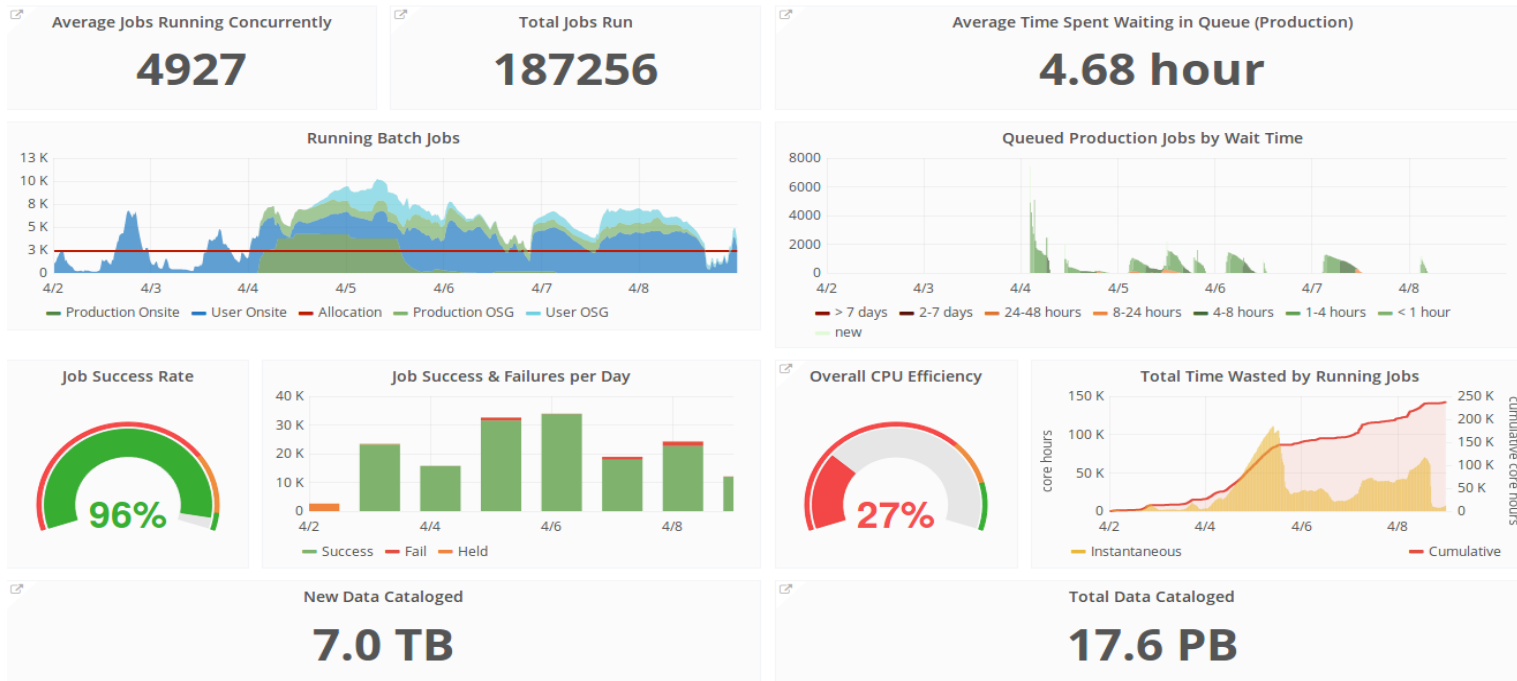 Average Jobs Running Concurrently
4927
Total Jobs Run
187256
Average Time Spent Waiting in Queue (Production)
4.68 hour
Running Batch Jobs
13 K
10 K
8 K
5 K
3 K
0
4/2 4/3 4/4 4/5 4/6 4/7 4/8
Production Onsite User Onsite Allocation Production OSG User OSG
Queued Production Jobs by Wait Time
8000
6000
4000
2000
0
4/2 4/3 4/4 4/5 4/6 4/7 4/8
> 7 days 2-7 days 24-48 hours 8-24 hours 4-8 hours 1-4 hours < 1 hour
new
Job Success Rate
96%
Job Success & Failures per Day
40 K
30 K
20 K
10 K
0
4/2 4/4 4/6 4/8
Success Fail Held
Overall CPU Efficiency
27%
Total Time Wasted by Running Jobs
core hours
150 K
100 K
50 K
0
250 K
200 K
150 K
100 K
50 K
0
cumulative core hours
4/2 4/4 4/6 4/8
Instantaneous Cumulative
New Data Cataloged
7.0 TB
Total Data Cataloged
17.6 PB